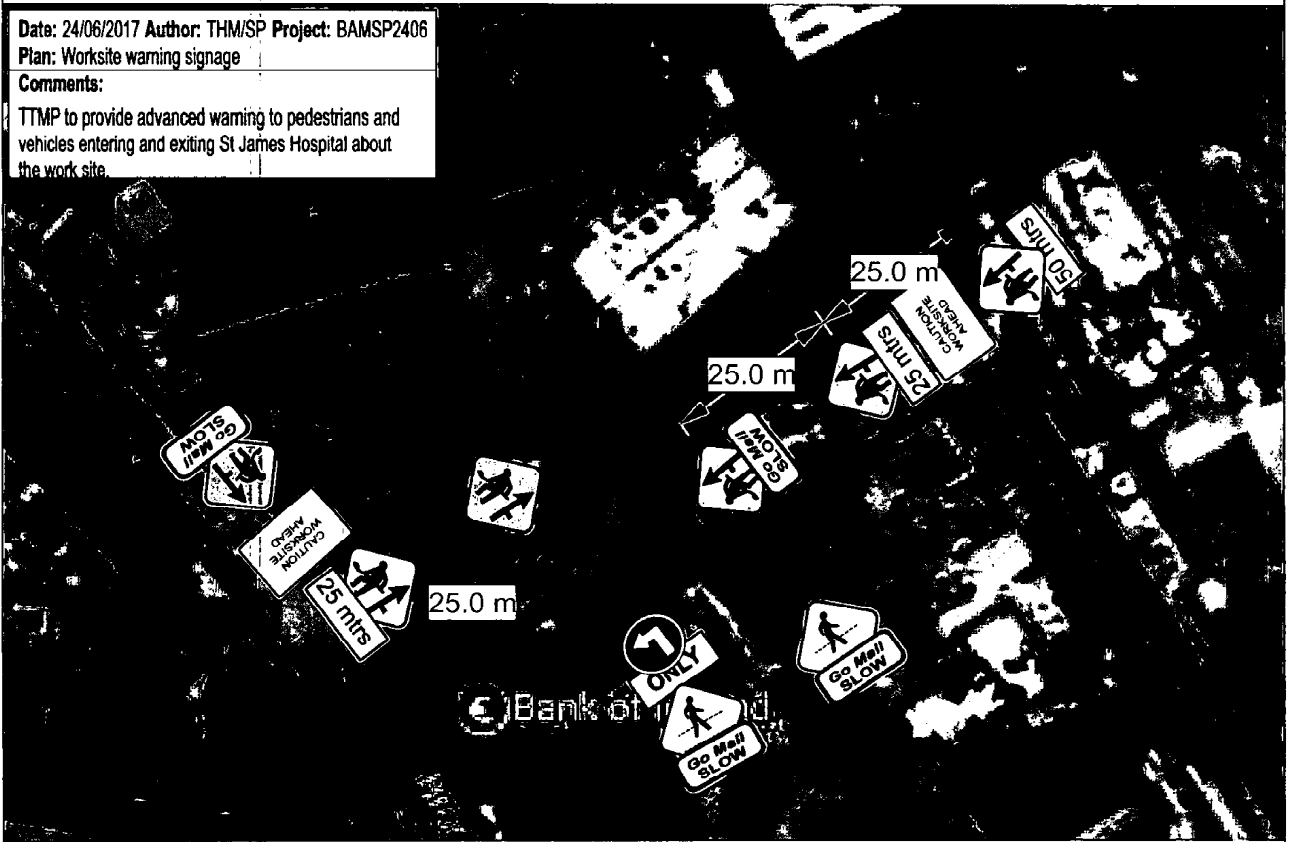 Date: 24/06/2017 Author: THM/SP Project: BAMSP2406
Plan: Worksite warning signage
Comments:
TTMP to provide advanced warning to pedestrians and
vehicles entering and exiting St James Hospital about
the work site.
50 mtrs
25.0 m
CAUTION
WORKSITE
AHEAD
25 mtrs
25.0 m
Go Mall
SLOW
Go Mall
SLOW
CAUTION
WORKSITE
AHEAD
25 mtrs
25.0 m
ONLY
Go Mall
SLOW
Bank of
Go Mall
SLOW